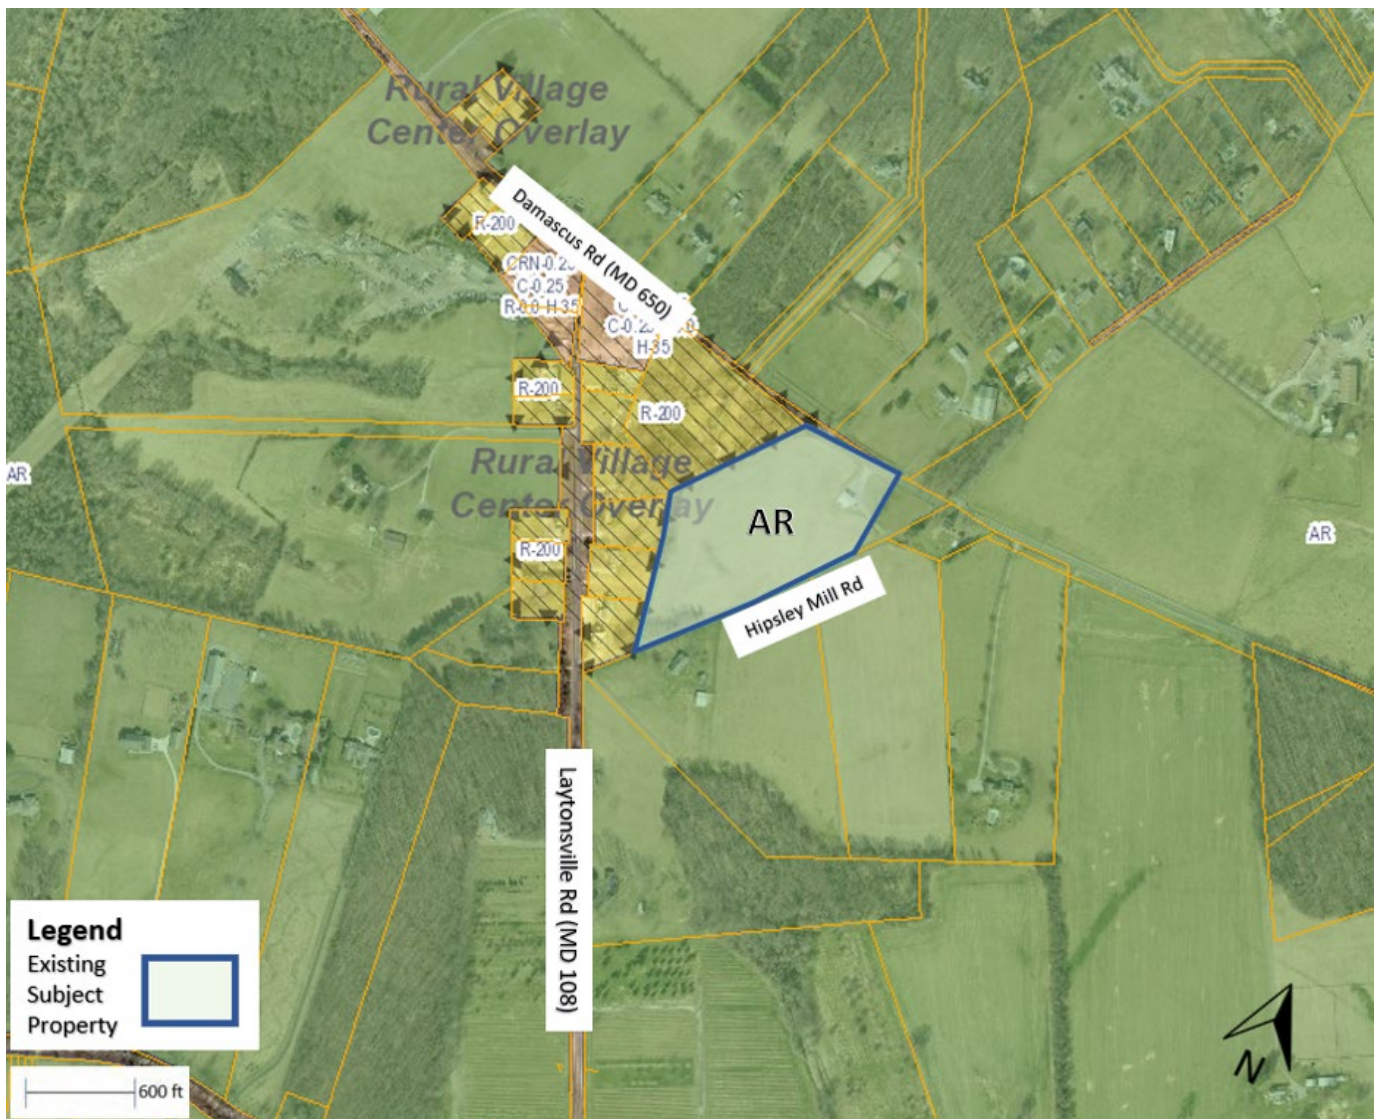 Rural Village
Center Overlay
Damascus Rd (MD 650)
R-200
CRN-0.25
C-0.25
R-0.0 H-35
H-35
R-200
R-200
Rural Village
Center Overlay
AR
AR
R-200
AR
Hipsley Mill Rd
Laytonsville Rd (MD 108)
Legend
Existing
Subject
Property
600 ft
N